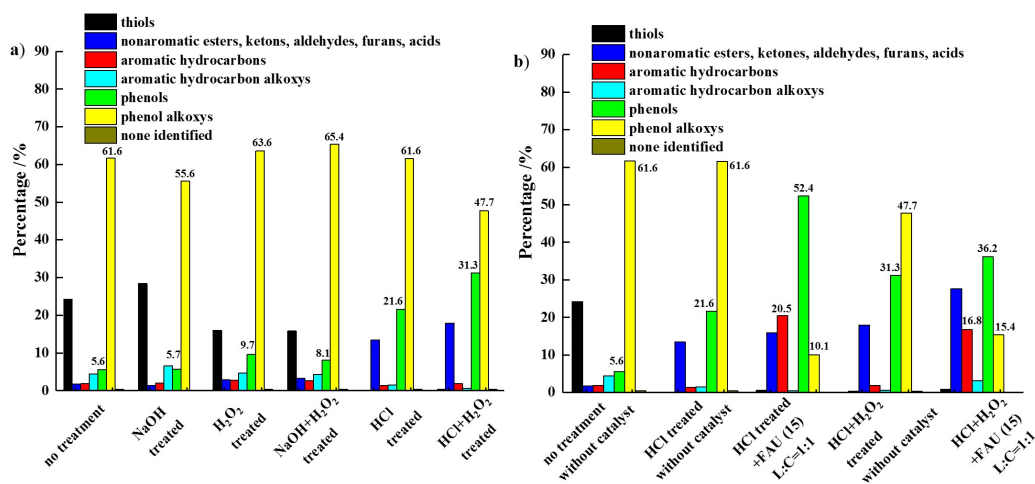 a)
thiols
nonaromatic esters, ketons, aldehydes, furans, acids
aromatic hydrocarbons
aromatic hydrocarbon alkoxys
phenols
phenol alkoxys
none identified
Percentage /%
90
80
70
60
50
40
30
20
10
0
5.6
61.6
5.7
55.6
9.7
63.6
8.1
65.4
21.6
61.6
31.3
47.7
no treatment
NaOH
treated
H₂O₂
treated
NaOH+H₂O₂
treated
HCl
treated
HCl+H₂O₂
treated
b)
thiols
nonaromatic esters, ketones, aldehydes, furans, acids
aromatic hydrocarbons
aromatic hydrocarbon alkoxys
phenols
phenol alkoxys
none identified
Percentage /%
90
80
70
60
50
40
30
20
10
0
5.6
61.6
21.6
61.6
20.5
52.4
10.1
31.3
47.7
16.8
36.2
15.4
no treatment
without catalyst
HCl treated
without catalyst
HCl treated
+FAU (15)
L:C=1:1
HCl+H₂O₂
treated
without catalyst
HCl+H₂O₂
+FAU (15)
L:C=1:1